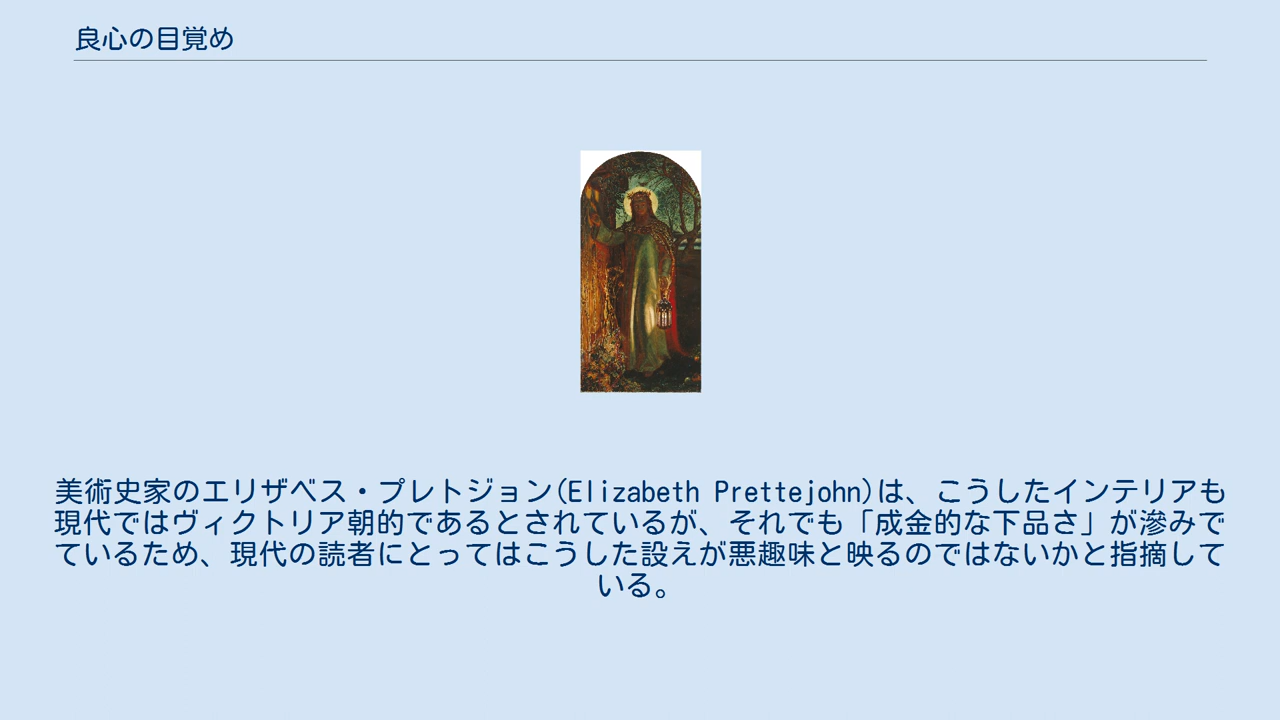 良心の目覚め
美術史家のエリザベス・プレトジョン(Elizabeth Prettejohn)は、こうしたインテリアも
現代ではヴィクトリア朝的であるとされているが、それでも「成金的な下品さ」が滲みで
ているため、現代の読者にとってはこうした設えが悪趣味と映るのではないかと指摘して
いる。